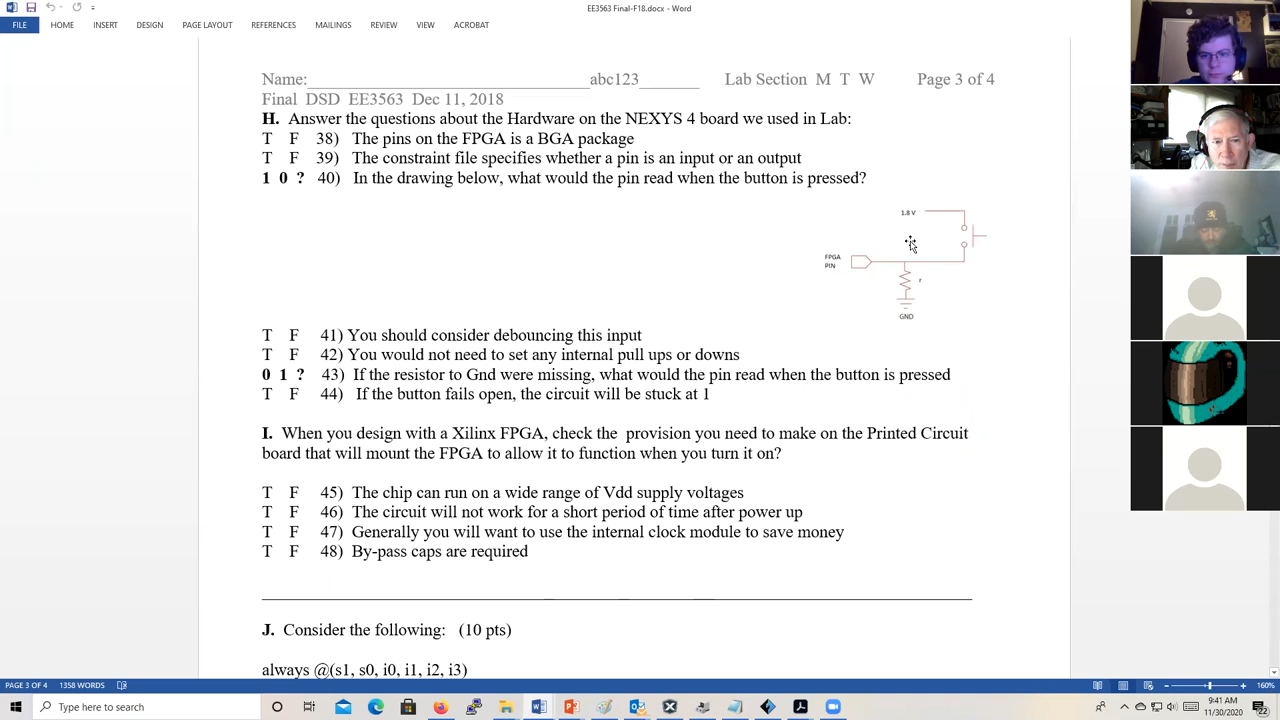 EE3563 Final-F18.docx - Word
FILE HOME INSERT DESIGN PAGE LAYOUT REFERENCES MAILINGS REVIEW VIEW ACROBAT
Name:_________________________________abc123_______ Lab Section M T W Page 3 of 4
Final DSD EE3563 Dec 11, 2018
H. Answer the questions about the Hardware on the NEXYS 4 board we used in Lab:
T F 38) The pins on the FPGA is a BGA package
T F 39) The constraint file specifies whether a pin is an input or an output
1 0 ? 40) In the drawing below, what would the pin read when the button is pressed?
1.8 V
FPGA
PIN
r
GND
T F 41) You should consider debouncing this input
T F 42) You would not need to set any internal pull ups or downs
0 1 ? 43) If the resistor to Gnd were missing, what would the pin read when the button is pressed
T F 44) If the button fails open, the circuit will be stuck at 1
I. When you design with a Xilinx FPGA, check the provision you need to make on the Printed Circuit
board that will mount the FPGA to allow it to function when you turn it on?
T F 45) The chip can run on a wide range of Vdd supply voltages
T F 46) The circuit will not work for a short period of time after power up
T F 47) Generally you will want to use the internal clock module to save money
T F 48) By-pass caps are required
J. Consider the following: (10 pts)
always @(s1, s0, i0, i1, i2, i3)
PAGE 3 OF 4 1358 WORDS 160%
Type here to search
9:41 AM
11/30/2020
22